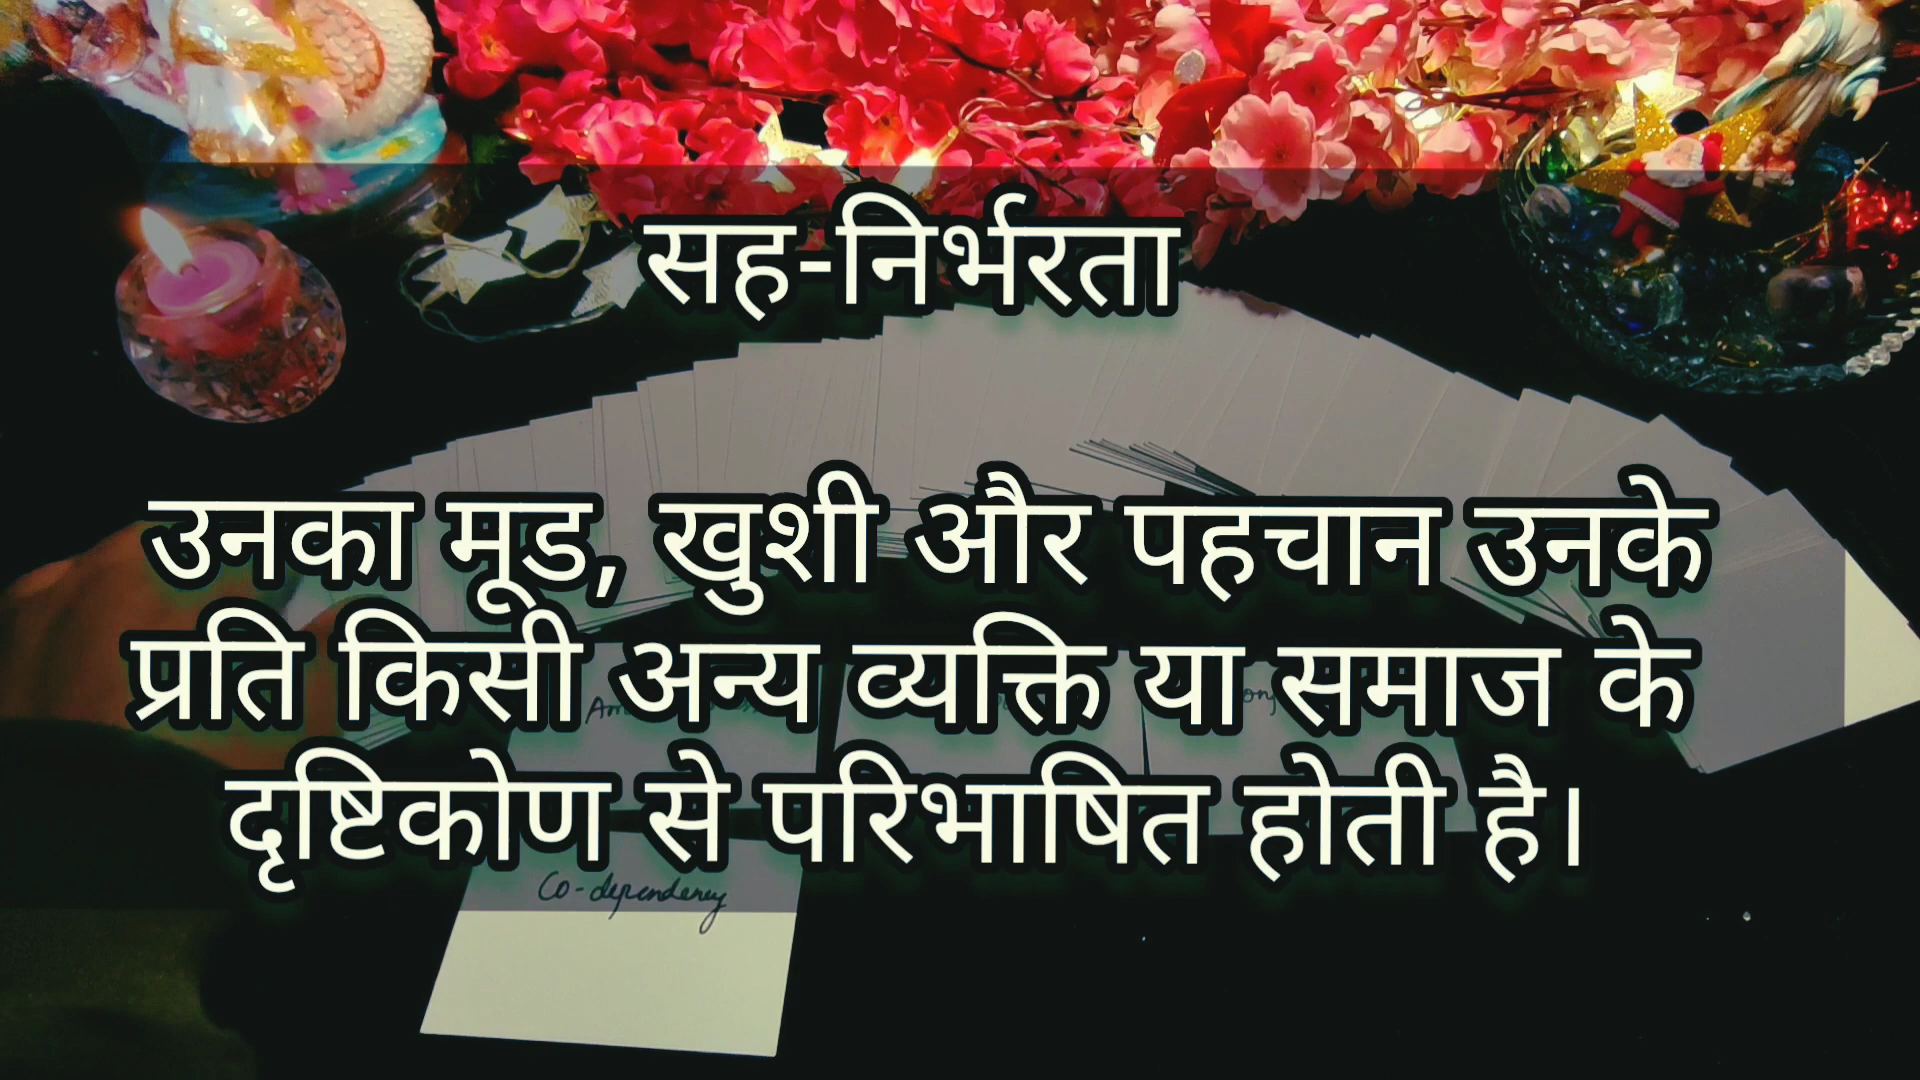 सह-निर्भरता
उनका मूड, खुशी और पहचान उनके
प्रति किसी अन्य व्यक्ति या समाज के
दृष्टिकोण से परिभाषित होती है।
Co-dependency